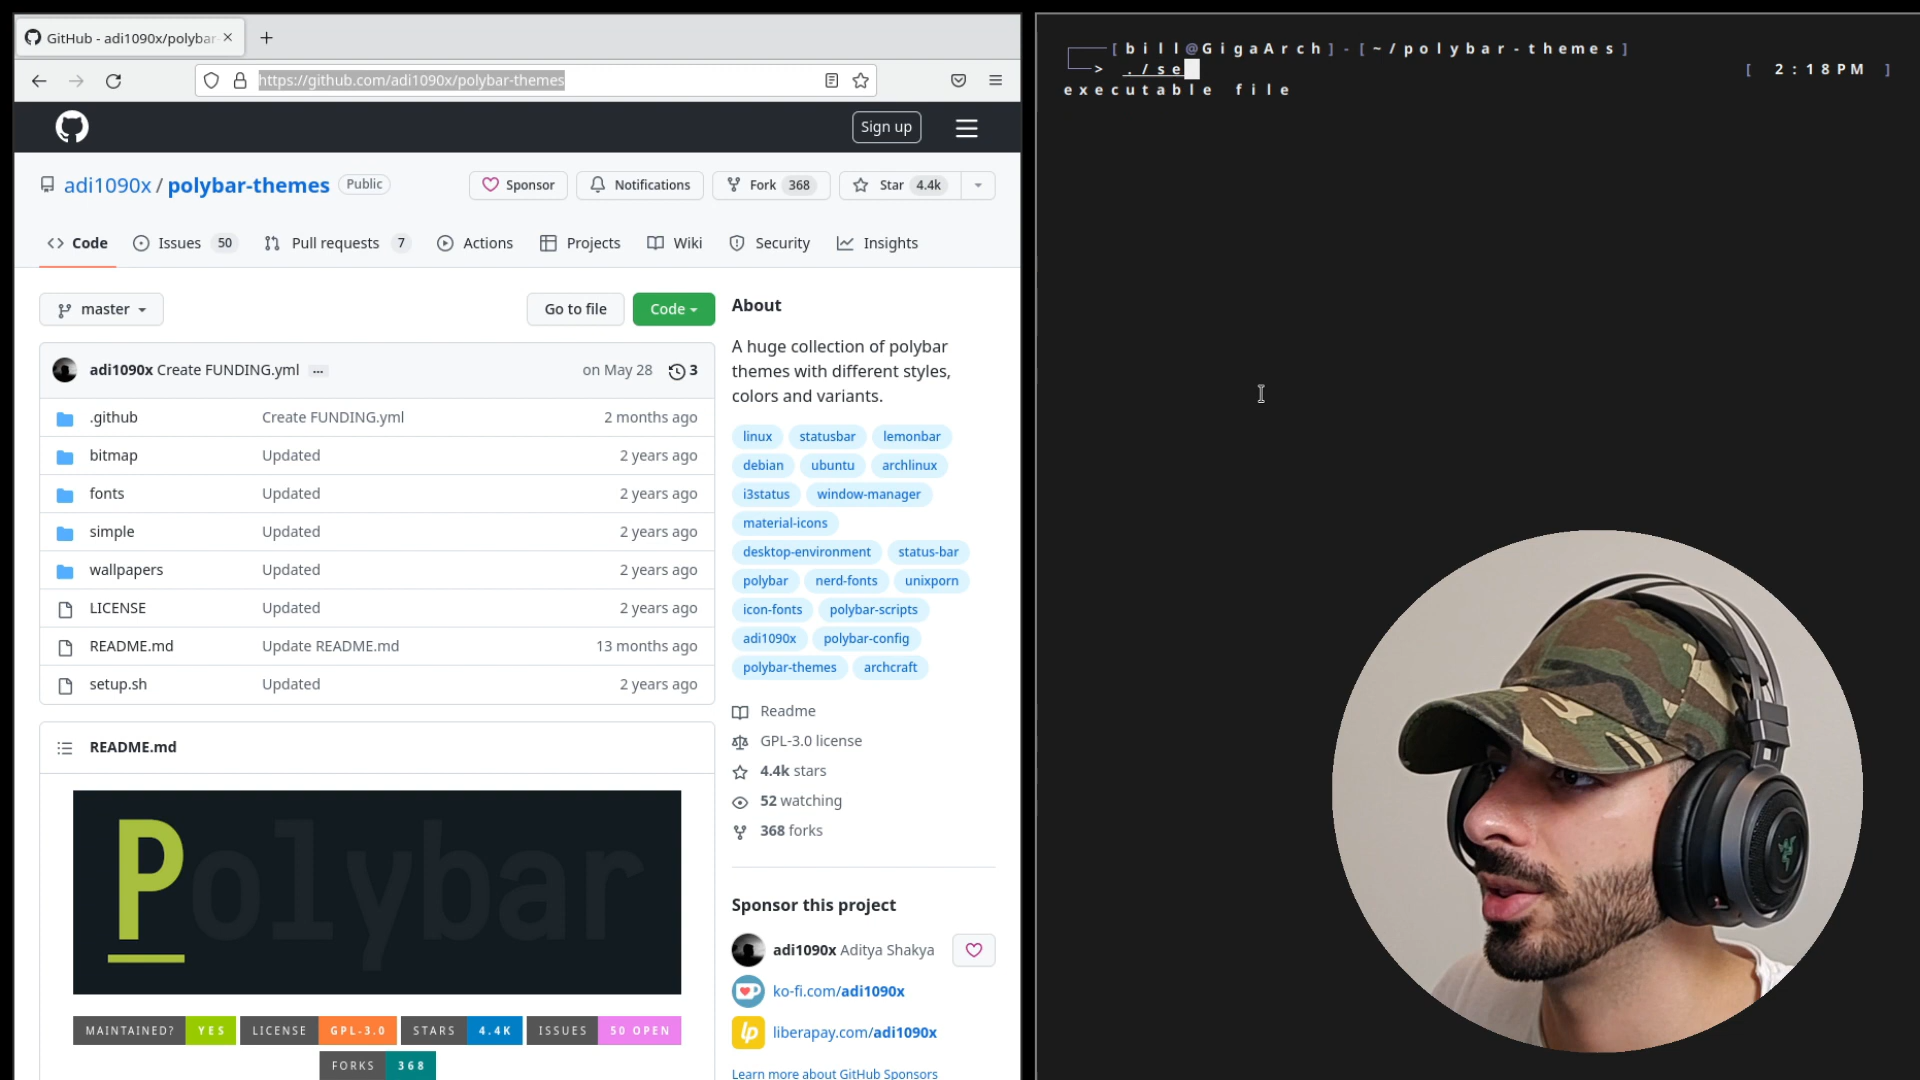 GitHub - adi1090x/polybar
https://github.com/adi1090x/polybar-themes
Sign up
adi1090x / polybar-themes Public
Sponsor
Notifications
Fork 368
Star 4.4k
Code
Issues 50
Pull requests 7
Actions
Projects
Wiki
Security
Insights
master
Go to file
Code
adi1090x Create FUNDING.yml ... on May 28 3
.github Create FUNDING.yml 2 months ago
bitmap Updated 2 years ago
fonts Updated 2 years ago
simple Updated 2 years ago
wallpapers Updated 2 years ago
LICENSE Updated 2 years ago
README.md Update README.md 13 months ago
setup.sh Updated 2 years ago
README.md
Polybar
MAINTAINED? YES LICENSE GPL-3.0 STARS 4.4K ISSUES 50 OPEN
FORKS 368
About
A huge collection of polybar
themes with different styles,
colors and variants.
linux statusbar lemonbar
debian ubuntu archlinux
i3status window-manager
material-icons
desktop-environment status-bar
polybar nerd-fonts unixporn
icon-fonts polybar-scripts
adi1090x polybar-config
polybar-themes archcraft
Readme
GPL-3.0 license
4.4k stars
52 watching
368 forks
Sponsor this project
adi1090x Aditya Shakya
ko-fi.com/adi1090x
lp liberapay.com/adi1090x
Learn more about GitHub Sponsors
[bill@GigaArch]-[~/polybar-themes]
> ./se [ 2:18PM ]
executable file